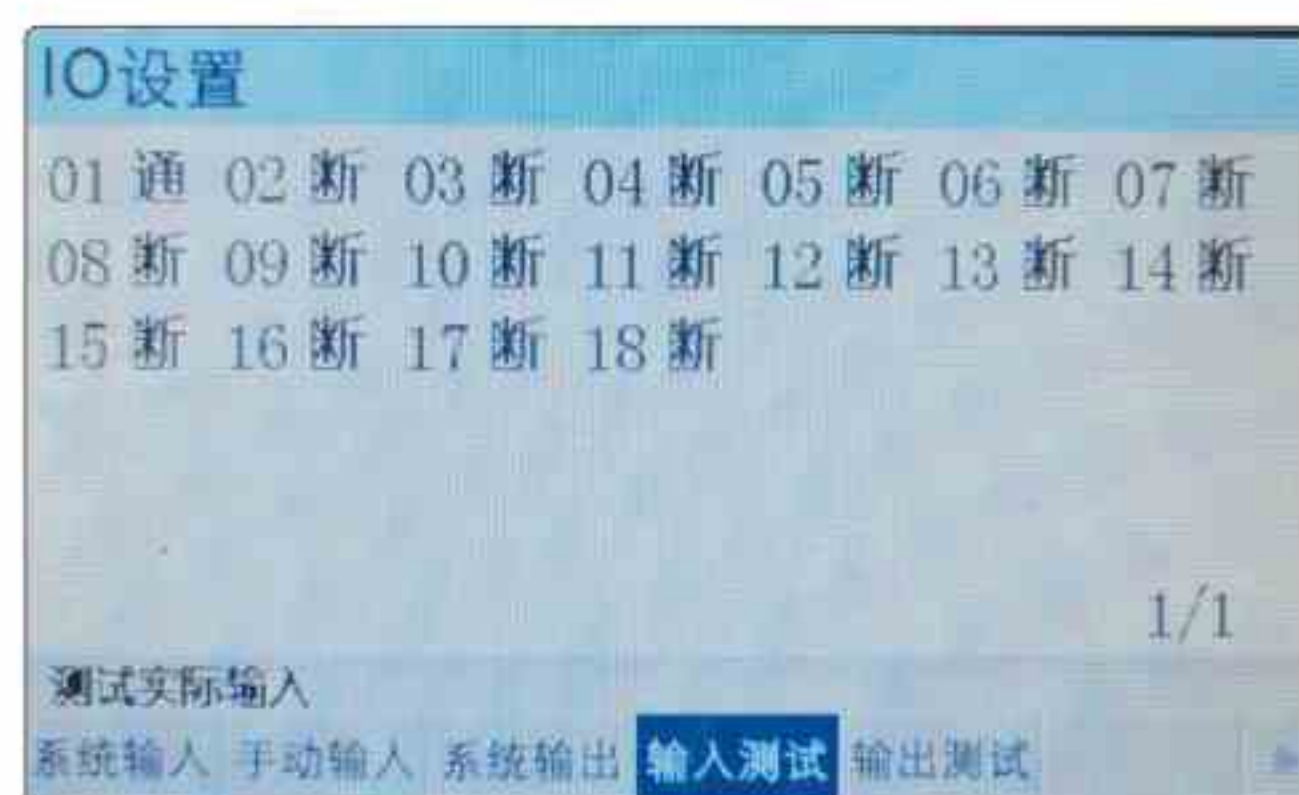 IO设置
01 通 02 断 03 断 04 断 05 断 06 断 07 断
08 断 09 断 10 断 11 断 12 断 13 断 14 断
15 断 16 断 17 断 18 断
1/1
测试实际输入
系统输入 手动输入 系统输出 输入测试 输出测试